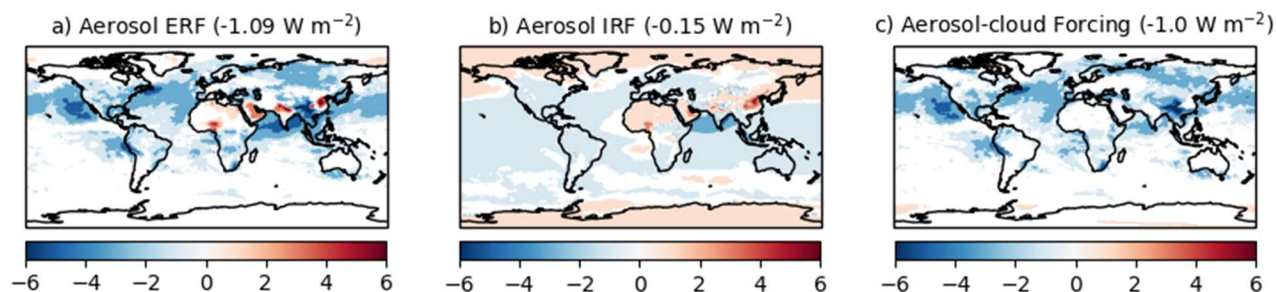 a) Aerosol ERF (-1.09 W m−2)
b) Aerosol IRF (-0.15 W m−2)
c) Aerosol-cloud Forcing (-1.0 W m−2)
−6 −4 −2 0 2 4 6
−6 −4 −2 0 2 4 6
−6 −4 −2 0 2 4 6